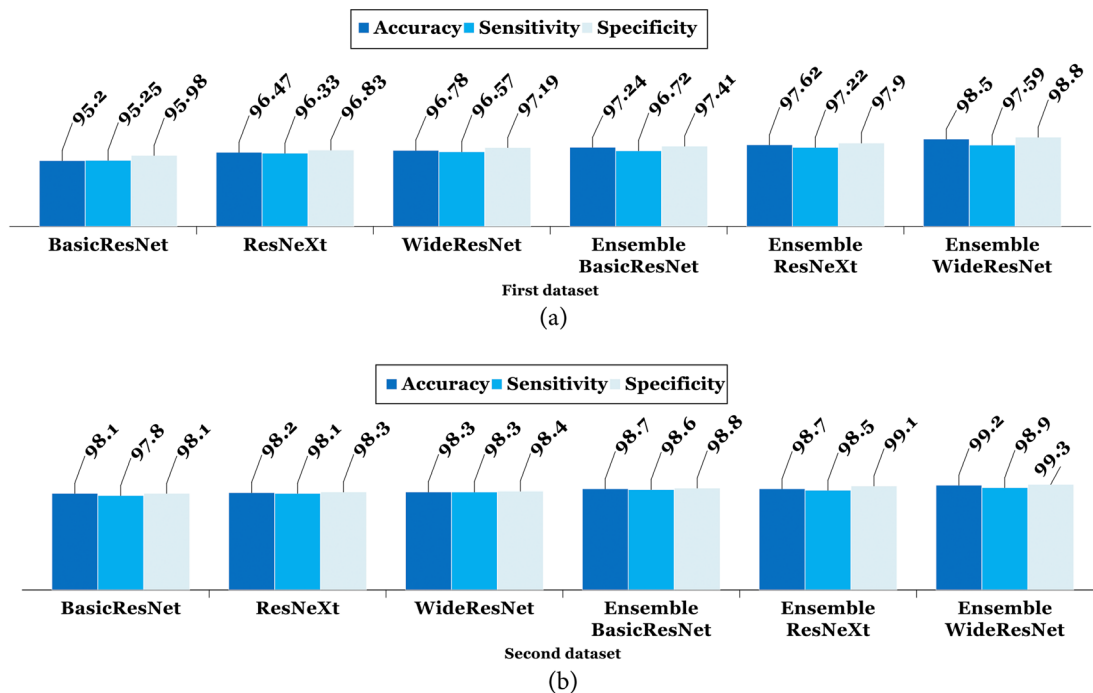 Accuracy Sensitivity Specificity
95.2 95.25 95.98 96.47 96.33 96.83 96.78 96.57 97.19 97.24 96.72 97.41 97.62 97.22 97.9 98.5 97.59 98.8
BasicResNet ResNeXt WideResNet Ensemble Ensemble Ensemble
BasicResNet ResNeXt WideResNet
First dataset
(a)
Accuracy Sensitivity Specificity
98.1 97.8 98.1 98.2 98.1 98.3 98.3 98.3 98.4 98.7 98.6 98.8 98.7 98.5 99.1 99.2 98.9 99.3
BasicResNet ResNeXt WideResNet Ensemble Ensemble Ensemble
BasicResNet ResNeXt WideResNet
Second dataset
(b)